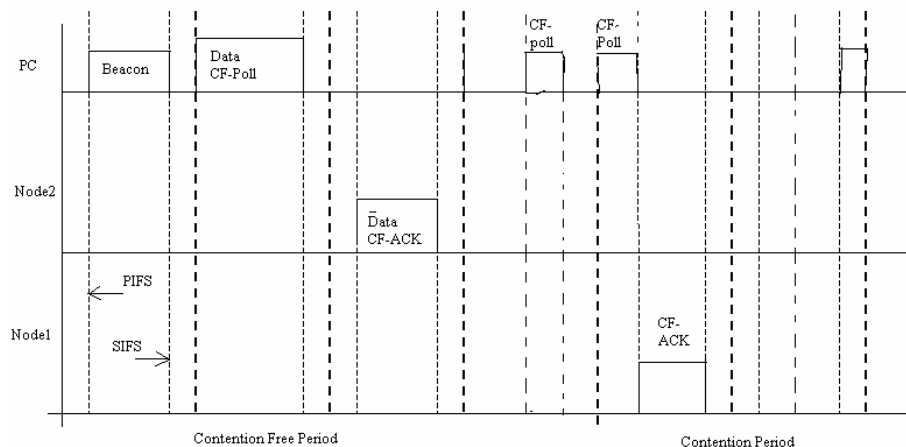 CF-
poll
CF-
Poll
PC
Beacon
Data
CF-Poll
Node2
Data
CF-ACK
PIFS
Node1
SIFS
CF-
ACK
Contention Free Period
Contention Period